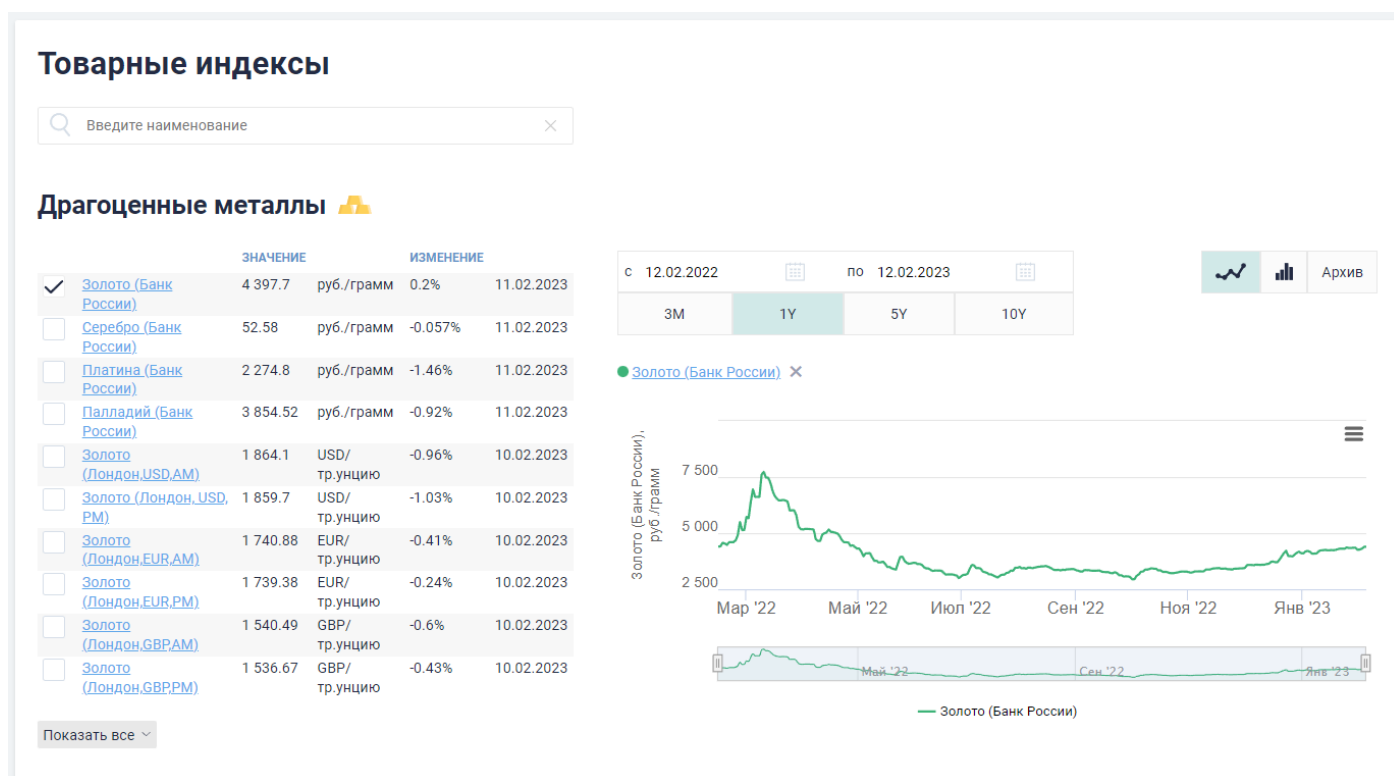 Товарные индексы
Введите наименование
Драгоценные металлы
ЗНАЧЕНИЕ ИЗМЕНЕНИЕ
Золото (Банк 4 397.7 руб./грамм 0.2% 11.02.2023
России)
Серебро (Банк 52.58 руб./грамм -0.057% 11.02.2023
России)
Платина (Банк 2 274.8 руб./грамм -1.46% 11.02.2023
России)
Палладий (Банк 3 854.52 руб./грамм -0.92% 11.02.2023
России)
Золото 1 864.1 USD/ -0.96% 10.02.2023
(Лондон,USD,AM) тр.унцию
Золото (Лондон, USD, 1 859.7 USD/ -1.03% 10.02.2023
PM) тр.унцию
Золото 1 740.88 EUR/ -0.41% 10.02.2023
(Лондон,EUR,AM) тр.унцию
Золото 1 739.38 EUR/ -0.24% 10.02.2023
(Лондон,EUR,PM) тр.унцию
Золото 1 540.49 GBP/ -0.6% 10.02.2023
(Лондон,GBP,AM) тр.унцию
Золото 1 536.67 GBP/ -0.43% 10.02.2023
(Лондон,GBP,PM) тр.унцию
Показать все
с 12.02.2022 по 12.02.2023
3M 1Y 5Y 10Y
Архив
Золото (Банк России)
Золото (Банк России),
руб./грамм
7 500
5 000
2 500
Мар '22 Май '22 Июл '22 Сен '22 Ноя '22 Янв '23
Май '22 Сен '22 Янв '23
Золото (Банк России)